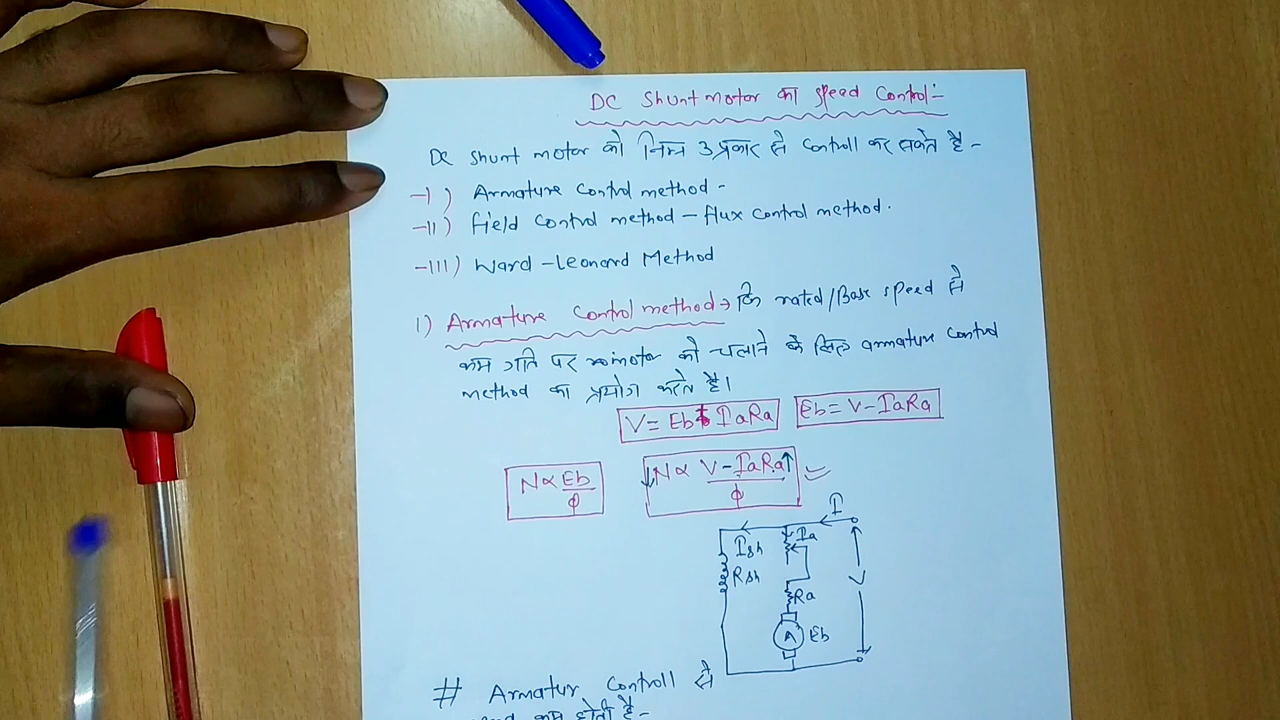 DC Shunt motor का speed Control:-
DC Shunt motor को निम्न 3 प्रकार से Controll कर सकते है -
-I) Armature Control method -
-II) field Control method - flux Control method.
-III) Ward -leonard Method
1) Armature Control method → कि rated/Base speed से
कम गति पर motor को चलाने के लिए armature control
method का प्रयोग करते है।
V = Eb + IaRa Eb = V - IaRa
N ∝ Eb/ϕ ↓N ∝ V - IaRa↑/ϕ
I
Ish Ia
Rsh V
Ra
A Eb
# Armatur Controll से
कम होती है -